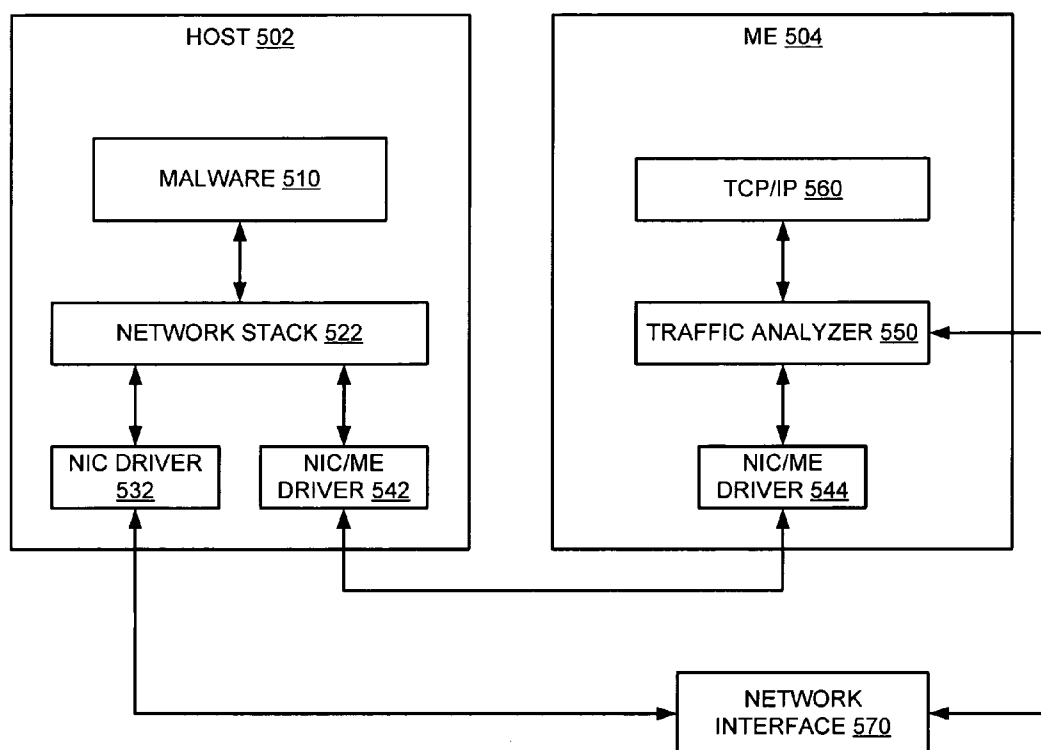 HOST 502
ME 504
MALWARE 510
TCP/IP 560
NETWORK STACK 522
TRAFFIC ANALYZER 550
NIC DRIVER
532
NIC/ME
DRIVER 542
NIC/ME
DRIVER 544
NETWORK
INTERFACE 570